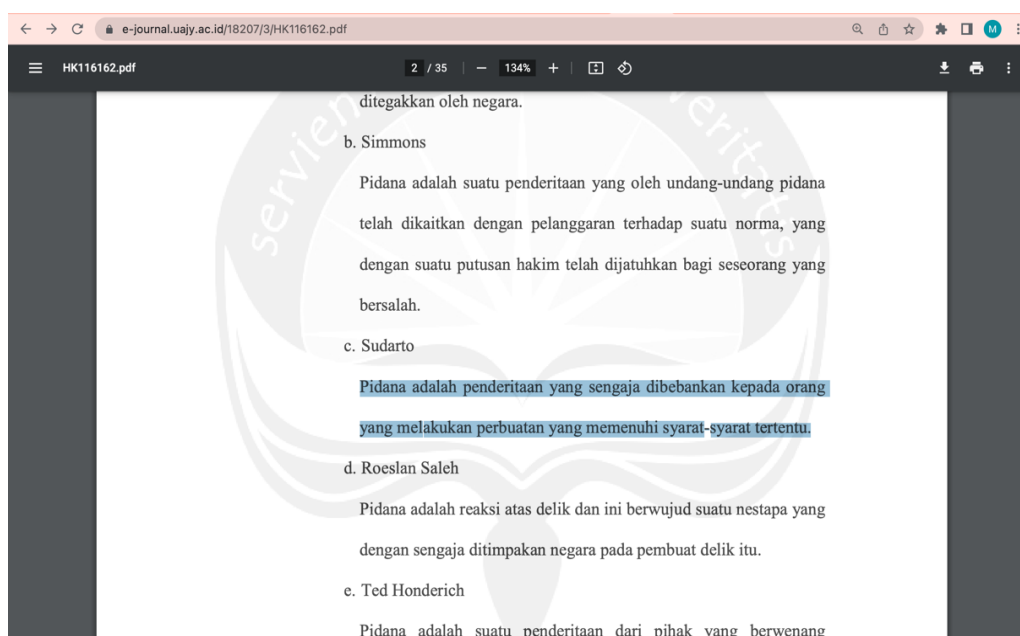 e-journal.uajy.ac.id/18207/3/HK116162.pdf
M
HK116162.pdf
2 / 35
134%
ditegakkan oleh negara.
b. Simmons
Pidana adalah suatu penderitaan yang oleh undang-undang pidana
telah dikaitkan dengan pelanggaran terhadap suatu norma, yang
dengan suatu putusan hakim telah dijatuhkan bagi seseorang yang
bersalah.
c. Sudarto
Pidana adalah penderitaan yang sengaja dibebankan kepada orang
yang melakukan perbuatan yang memenuhi syarat-syarat tertentu.
d. Roeslan Saleh
Pidana adalah reaksi atas delik dan ini berwujud suatu nestapa yang
dengan sengaja ditimpakan negara pada pembuat delik itu.
e. Ted Honderich
Pidana adalah suatu penderitaan dari pihak yang berwenang